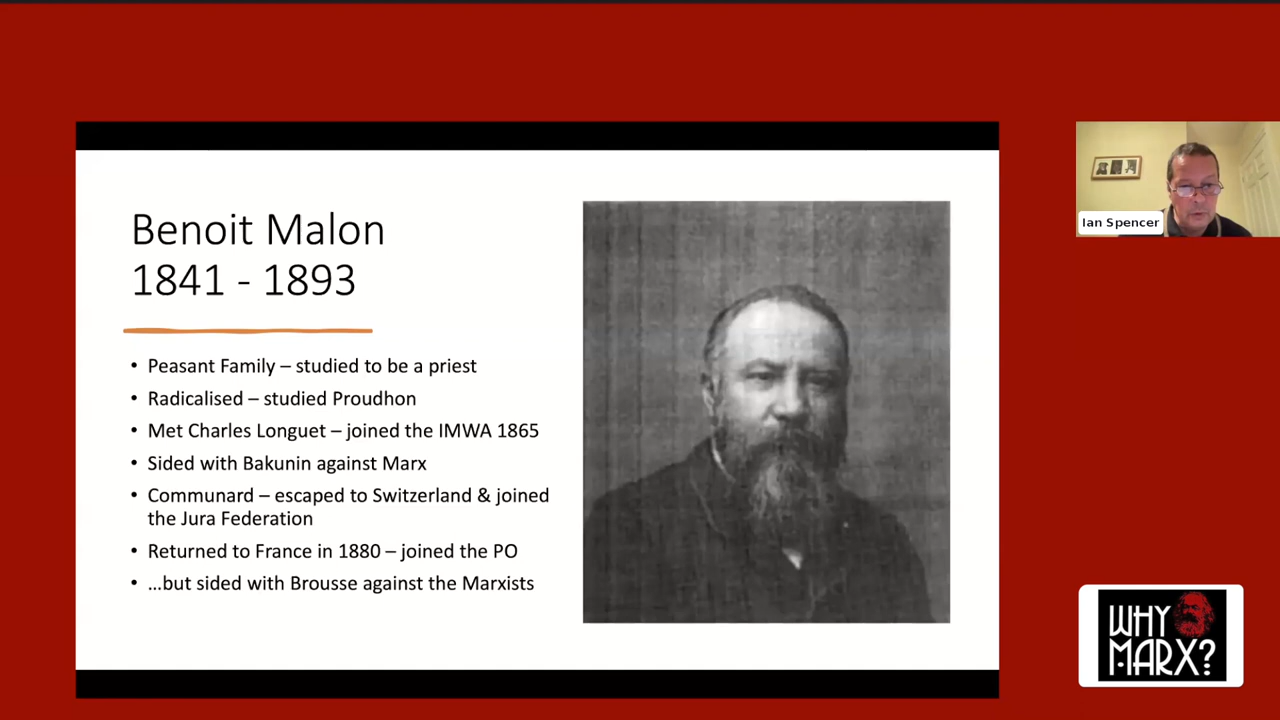 Benoit Malon
1841 - 1893
• Peasant Family – studied to be a priest
• Radicalised – studied Proudhon
• Met Charles Longuet – joined the IMWA 1865
• Sided with Bakunin against Marx
• Communard – escaped to Switzerland & joined
the Jura Federation
• Returned to France in 1880 – joined the PO
• …but sided with Brousse against the Marxists
Ian Spencer
WHY
MARX?